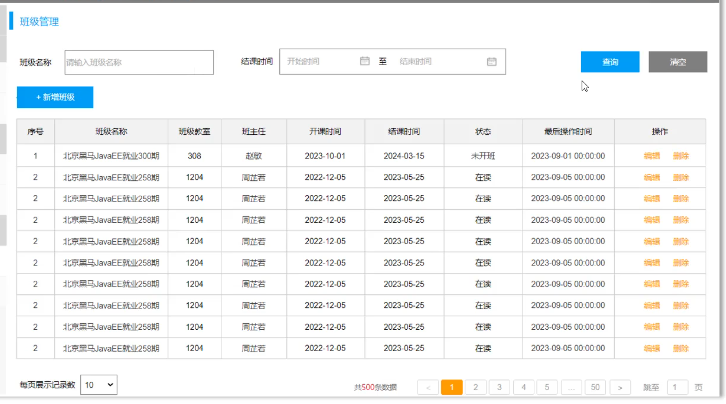 班级管理
班级名称 请输入班级名称 结课时间 开始时间 至 结束时间 查询 清空
+ 新增班级
序号 班级名称 班级教室 班主任 开课时间 结课时间 状态 最后操作时间 操作
1 北京黑马JavaEE就业300期 308 赵敏 2023-10-01 2024-03-15 未开班 2023-09-01 00:00:00 编辑 删除
2 北京黑马JavaEE就业258期 1204 周芷若 2022-12-05 2023-05-25 在读 2023-09-05 00:00:00 编辑 删除
2 北京黑马JavaEE就业258期 1204 周芷若 2022-12-05 2023-05-25 在读 2023-09-05 00:00:00 编辑 删除
2 北京黑马JavaEE就业258期 1204 周芷若 2022-12-05 2023-05-25 在读 2023-09-05 00:00:00 编辑 删除
2 北京黑马JavaEE就业258期 1204 周芷若 2022-12-05 2023-05-25 在读 2023-09-05 00:00:00 编辑 删除
2 北京黑马JavaEE就业258期 1204 周芷若 2022-12-05 2023-05-25 在读 2023-09-05 00:00:00 编辑 删除
2 北京黑马JavaEE就业258期 1204 周芷若 2022-12-05 2023-05-25 在读 2023-09-05 00:00:00 编辑 删除
2 北京黑马JavaEE就业258期 1204 周芷若 2022-12-05 2023-05-25 在读 2023-09-05 00:00:00 编辑 删除
2 北京黑马JavaEE就业258期 1204 周芷若 2022-12-05 2023-05-25 在读 2023-09-05 00:00:00 编辑 删除
2 北京黑马JavaEE就业258期 1204 周芷若 2022-12-05 2023-05-25 在读 2023-09-05 00:00:00 编辑 删除
每页展示记录数 10 共500条数据 < 1 2 3 4 5 ... 50 > 跳至 1 页